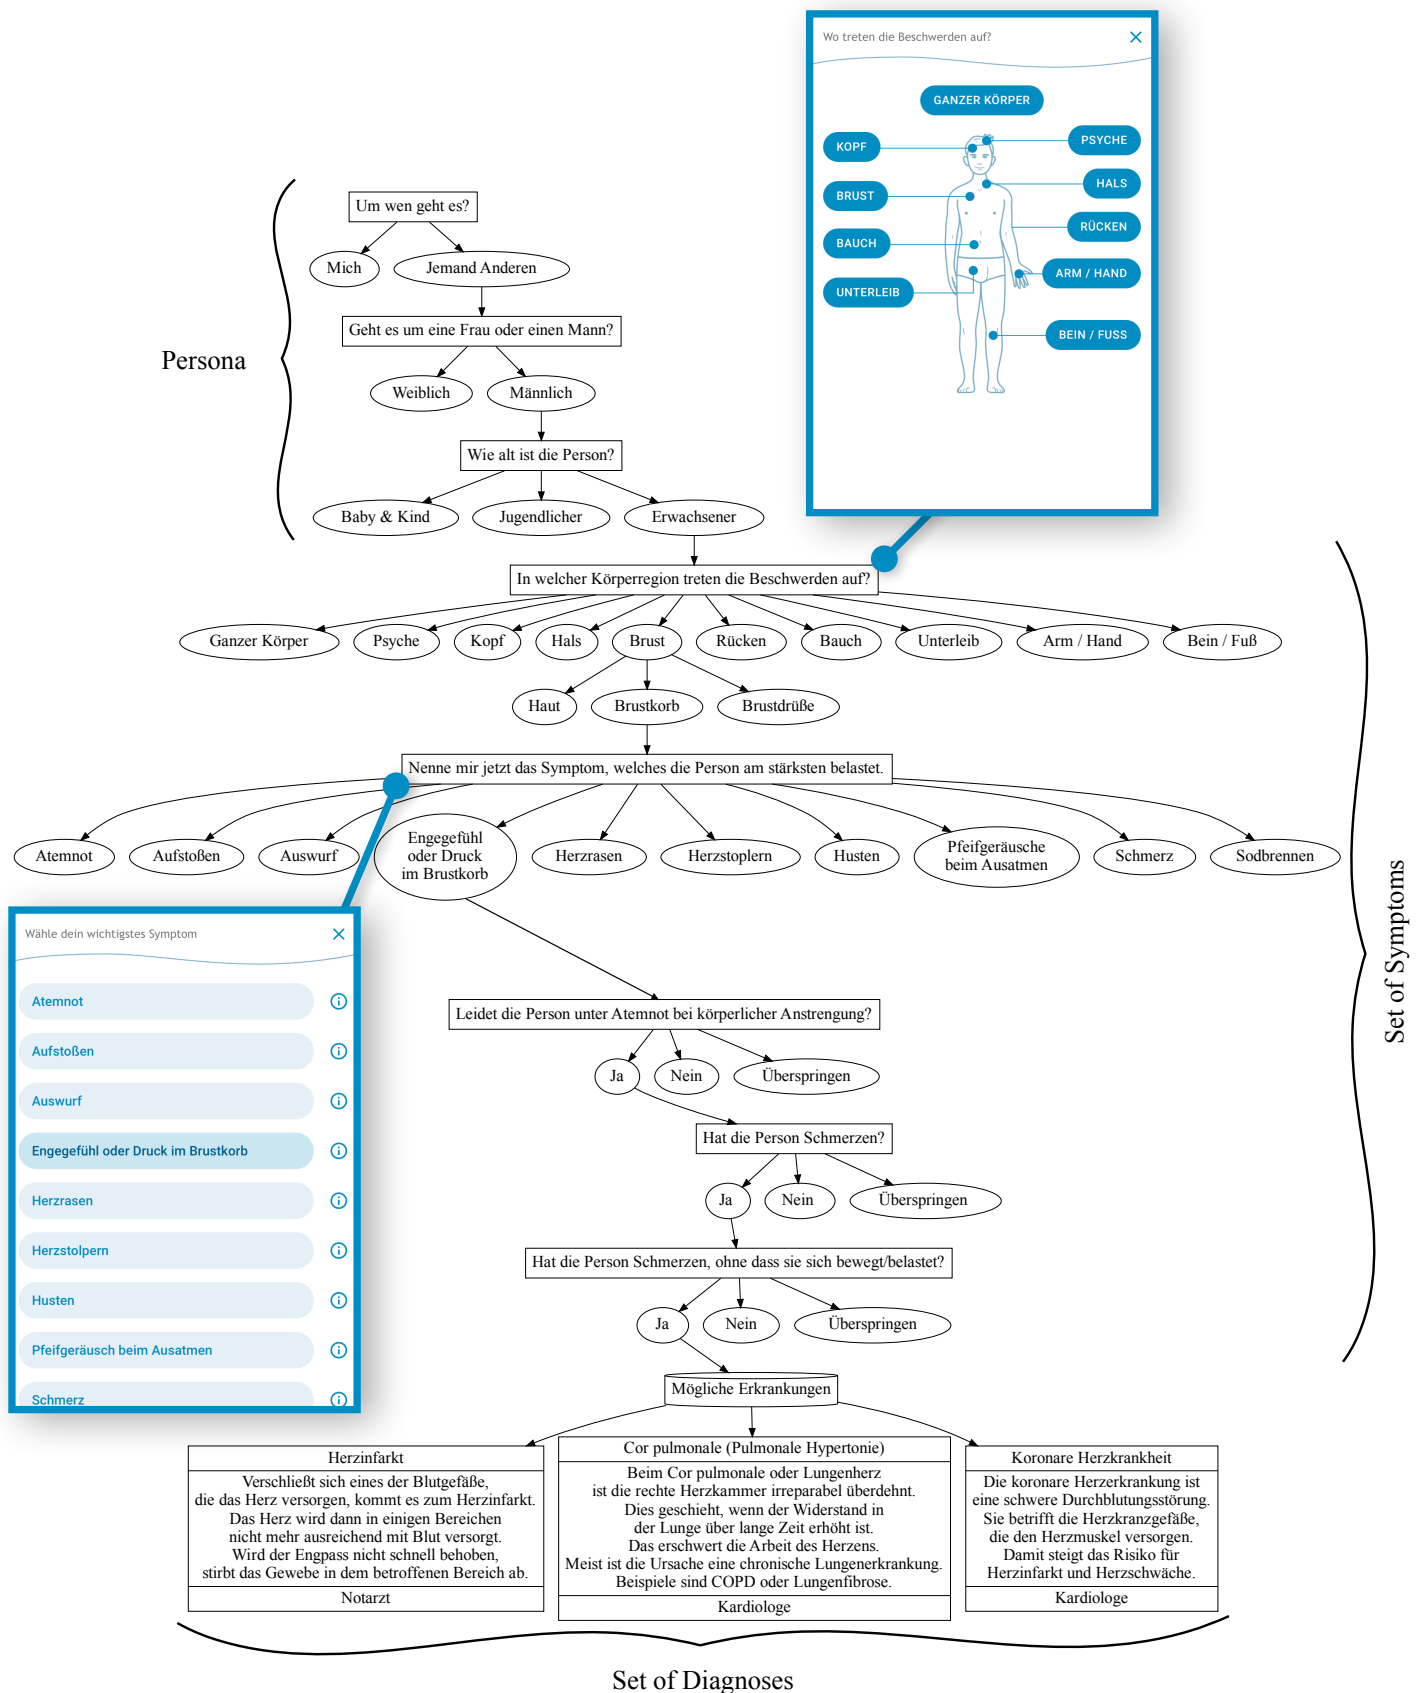 Wo treten die Beschwerden auf?
GANZER KÖRPER
KOPF
PSYCHE
HALS
BRUST
RÜCKEN
BAUCH
ARM / HAND
UNTERLEIB
BEIN / FUSS
Persona
Um wen geht es?
Mich
Jemand Anderen
Geht es um eine Frau oder einen Mann?
Weiblich
Männlich
Wie alt ist die Person?
Baby & Kind
Jugendlicher
Erwachsener
In welcher Körperregion treten die Beschwerden auf?
Ganzer Körper
Psyche
Kopf
Hals
Brust
Rücken
Bauch
Unterleib
Arm / Hand
Bein / Fuß
Haut
Brustkorb
Brustdrüße
Nenne mir jetzt das Symptom, welches die Person am stärksten belastet.
Atemnot
Aufstoßen
Auswurf
Engegefühl
oder Druck
im Brustkorb
Herzrasen
Herzstoplern
Husten
Pfeifgeräusche
beim Ausatmen
Schmerz
Sodbrennen
Set of Symptoms
Wähle dein wichtigstes Symptom
Atemnot
Aufstoßen
Auswurf
Engegefühl oder Druck im Brustkorb
Herzrasen
Herzstolpern
Husten
Pfeifgeräusch beim Ausatmen
Schmerz
Leidet die Person unter Atemnot bei körperlicher Anstrengung?
Ja
Nein
Überspringen
Hat die Person Schmerzen?
Ja
Nein
Überspringen
Hat die Person Schmerzen, ohne dass sie sich bewegt/belastet?
Ja
Nein
Überspringen
Mögliche Erkrankungen
Herzinfarkt
Verschließt sich eines der Blutgefäße,
die das Herz versorgen, kommt es zum Herzinfarkt.
Das Herz wird dann in einigen Bereichen
nicht mehr ausreichend mit Blut versorgt.
Wird der Engpass nicht schnell behoben,
stirbt das Gewebe in dem betroffenen Bereich ab.
Notarzt
Cor pulmonale (Pulmonale Hypertonie)
Beim Cor pulmonale oder Lungenherz
ist die rechte Herzkammer irreparabel überdehnt.
Dies geschieht, wenn der Widerstand in
der Lunge über lange Zeit erhöht ist.
Das erschwert die Arbeit des Herzens.
Meist ist die Ursache eine chronische Lungenerkrankung.
Beispiele sind COPD oder Lungenfibrose.
Kardiologe
Koronare Herzkrankheit
Die koronare Herzerkrankung ist
eine schwere Durchblutungsstörung.
Sie betrifft die Herzkranzgefäße,
die den Herzmuskel versorgen.
Damit steigt das Risiko für
Herzinfarkt und Herzschwäche.
Kardiologe
Set of Diagnoses